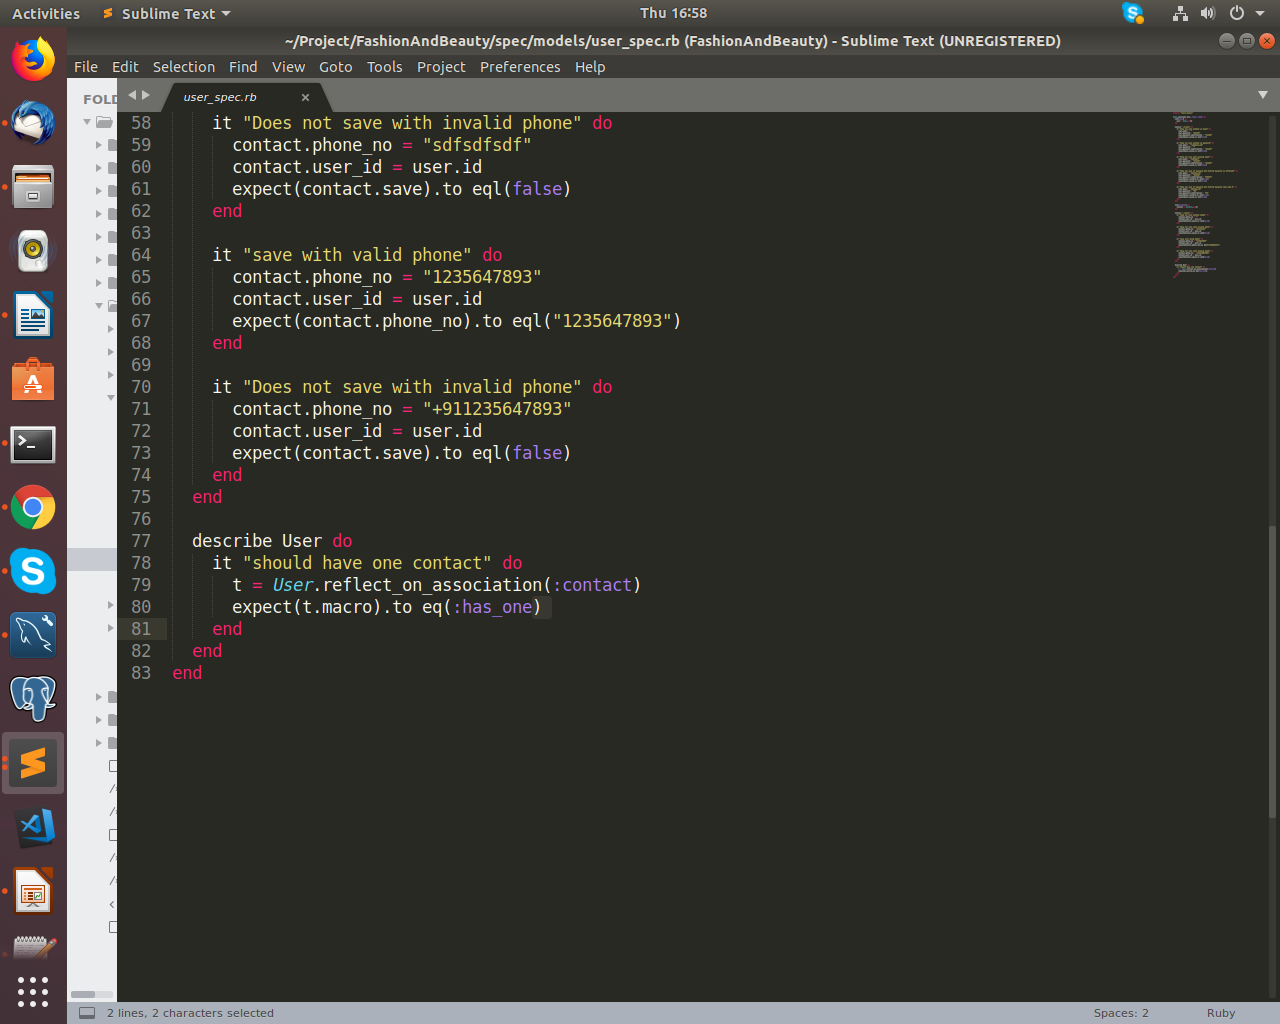 Activities
Sublime Text
Thu 16:58
~/Project/FashionAndBeauty/spec/models/user_spec.rb (FashionAndBeauty) - Sublime Text (UNREGISTERED)
File Edit Selection Find View Goto Tools Project Preferences Help
FOLD
user_spec.rb ×
58 it "Does not save with invalid phone" do
59 contact.phone_no = "sdfsdfsdf"
60 contact.user_id = user.id
61 expect(contact.save).to eql(false)
62 end
63
64 it "save with valid phone" do
65 contact.phone_no = "1235647893"
66 contact.user_id = user.id
67 expect(contact.phone_no).to eql("1235647893")
68 end
69
70 it "Does not save with invalid phone" do
71 contact.phone_no = "+911235647893"
72 contact.user_id = user.id
73 expect(contact.save).to eql(false)
74 end
75 end
76
77 describe User do
78 it "should have one contact" do
79 t = User.reflect_on_association(:contact)
80 expect(t.macro).to eq(:has_one)
81 end
82 end
83 end
2 lines, 2 characters selected
Spaces: 2
Ruby